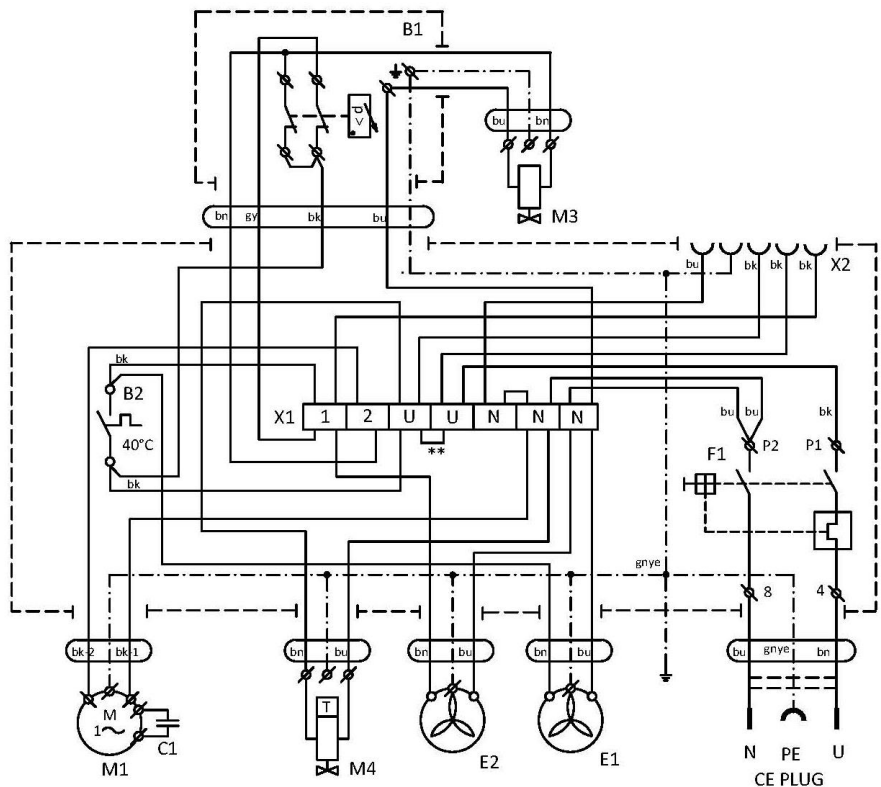 B1
< p
bu bn
M3
bn gy bk bu
bu bk bk bk
X2
bk
B2
40°C
bk
X1 1 2 U U N N N
**
bu bu bk
P2 P1
F1
gnye
8 4
bk-2 bk-1
bn bu
bn bu
bn bu
bu gnye bn
M
1~
C1
M1
T
M4
E2
E1
N PE U
CE PLUG